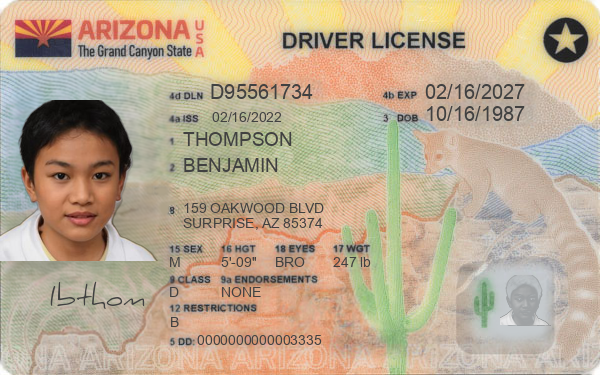 ARIZONA USA
The Grand Canyon State
DRIVER LICENSE
4d DLN D95561734
4b EXP 02/16/2027
4a ISS 02/16/2022
3 DOB 10/16/1987
1 THOMPSON
2 BENJAMIN
8 159 OAKWOOD BLVD
SURPRISE, AZ 85374
15 SEX 16 HGT 18 EYES 17 WGT
M 5'-09" BRO 247 lb
9 CLASS 9a ENDORSEMENTS
D NONE
12 RESTRICTIONS
B
5 DD: 0000000000003335
lbthom
ARIZONA ARIZONA ARIZONA ARIZONA